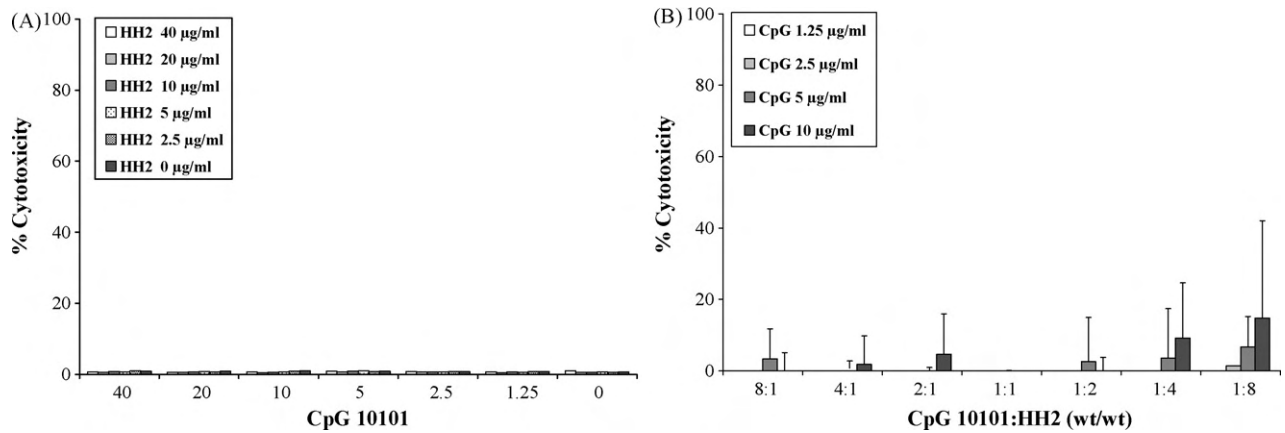 (A)
100
80
60
40
20
0
% Cytotoxicity
HH2 40 µg/ml
HH2 20 µg/ml
HH2 10 µg/ml
HH2 5 µg/ml
HH2 2.5 µg/ml
HH2 0 µg/ml
40 20 10 5 2.5 1.25 0
CpG 10101
(B)
100
80
60
40
20
0
% Cytotoxicity
CpG 1.25 µg/ml
CpG 2.5 µg/ml
CpG 5 µg/ml
CpG 10 µg/ml
8:1 4:1 2:1 1:1 1:2 1:4 1:8
CpG 10101:HH2 (wt/wt)